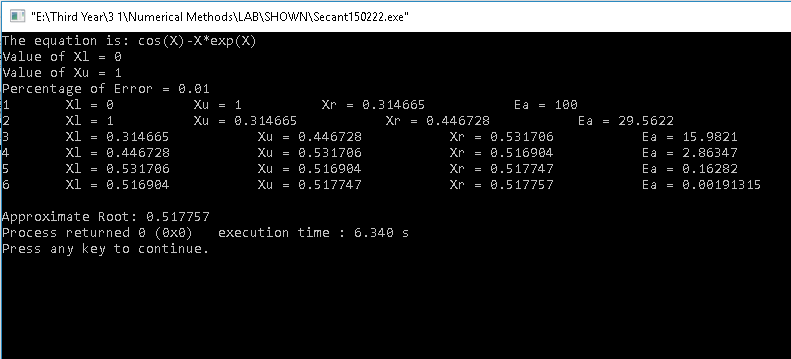 "E:\Third Year\3 1\Numerical Methods\LAB\SHOWN\Secant150222.exe"
The equation is: cos(X)-X*exp(X)
Value of Xl = 0
Value of Xu = 1
Percentage of Error = 0.01
1 Xl = 0 Xu = 1 Xr = 0.314665 Ea = 100
2 Xl = 1 Xu = 0.314665 Xr = 0.446728 Ea = 29.5622
3 Xl = 0.314665 Xu = 0.446728 Xr = 0.531706 Ea = 15.9821
4 Xl = 0.446728 Xu = 0.531706 Xr = 0.516904 Ea = 2.86347
5 Xl = 0.531706 Xu = 0.516904 Xr = 0.517747 Ea = 0.16282
6 Xl = 0.516904 Xu = 0.517747 Xr = 0.517757 Ea = 0.00191315
Approximate Root: 0.517757
Process returned 0 (0x0) execution time : 6.340 s
Press any key to continue.